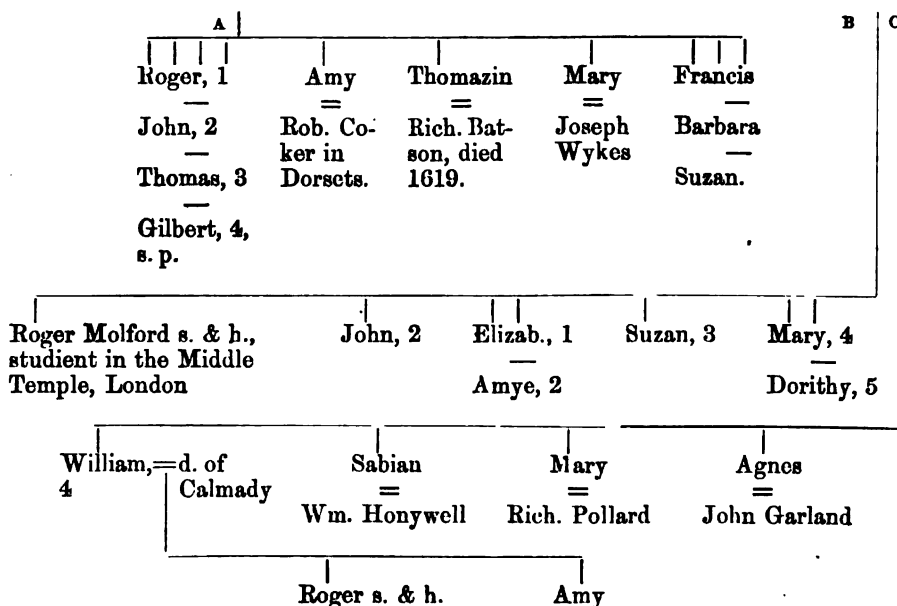 A B C
Roger, 1 Amy Thomazin Mary Francis
John, 2 Rob. Co- Rich. Bat- Joseph Barbara
ker in son, died Wykes
Thomas, 3 Dorsets. 1619. Suzan.
Gilbert, 4,
s. p.
Roger Molford s. & h., John, 2 Elizab., 1 Suzan, 3 Mary, 4
studient in the Middle
Temple, London Amye, 2 Dorithy, 5
William,=d. of Sabian Mary Agnes
4 Calmady
Wm. Honywell Rich. Pollard John Garland
Roger s. & h. Amy